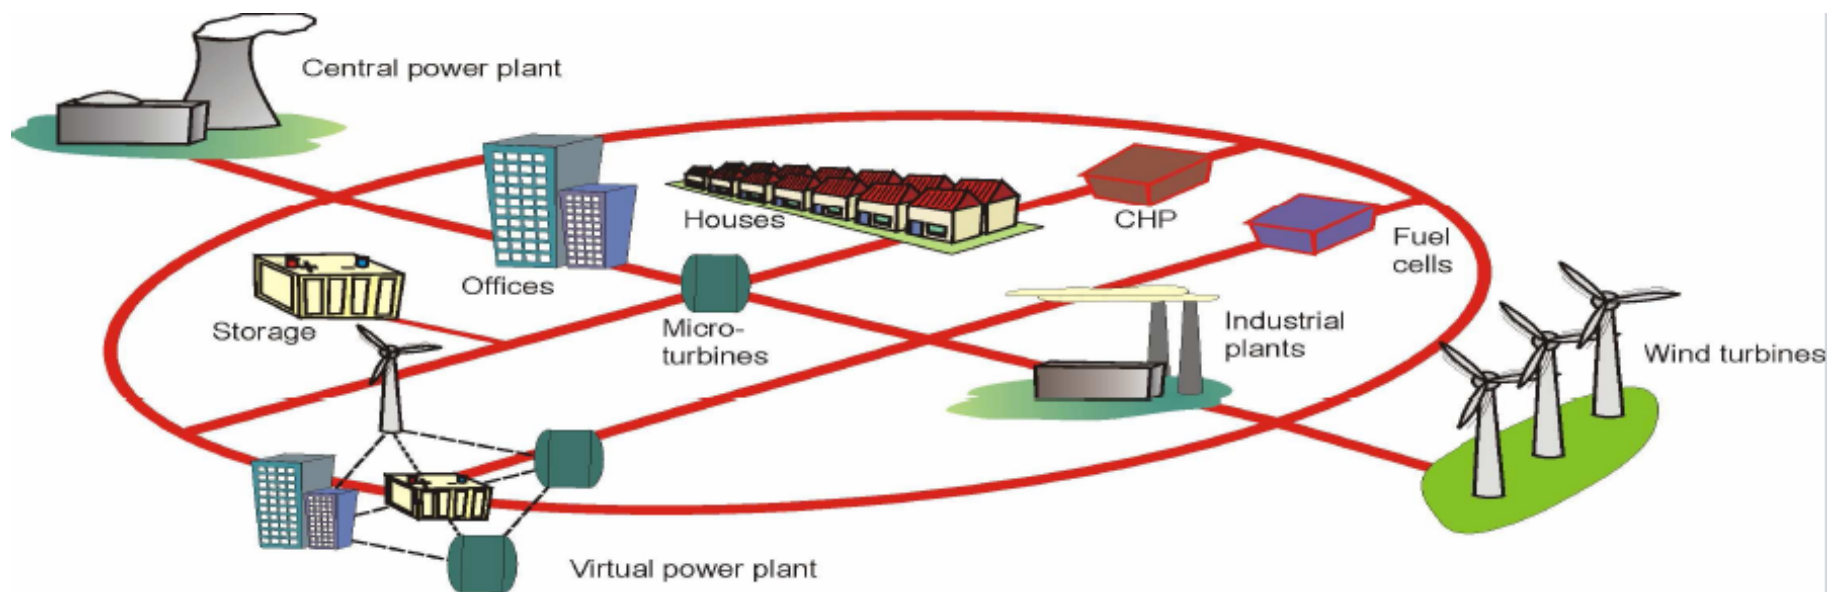 Central power plant
Houses
CHP
Fuel
cells
Offices
Storage
Micro-
turbines
Industrial
plants
Wind turbines
Virtual power plant